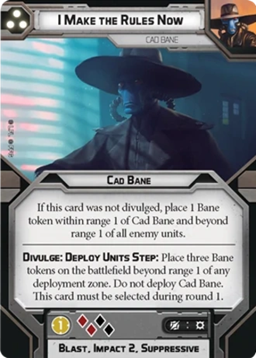 I Make the Rules Now
CAD BANE
CAD BANE
If this card was not divulged, place 1 Bane
token within range 1 of Cad Bane and beyond
range 1 of all enemy units.
DIVULGE: DEPLOY UNITS STEP: Place three Bane
tokens on the battlefield beyond range 1 of any
deployment zone. Do not deploy Cad Bane.
This card must be selected during round 1.
1
:
BLAST, IMPACT 2, SUPPRESSIVE